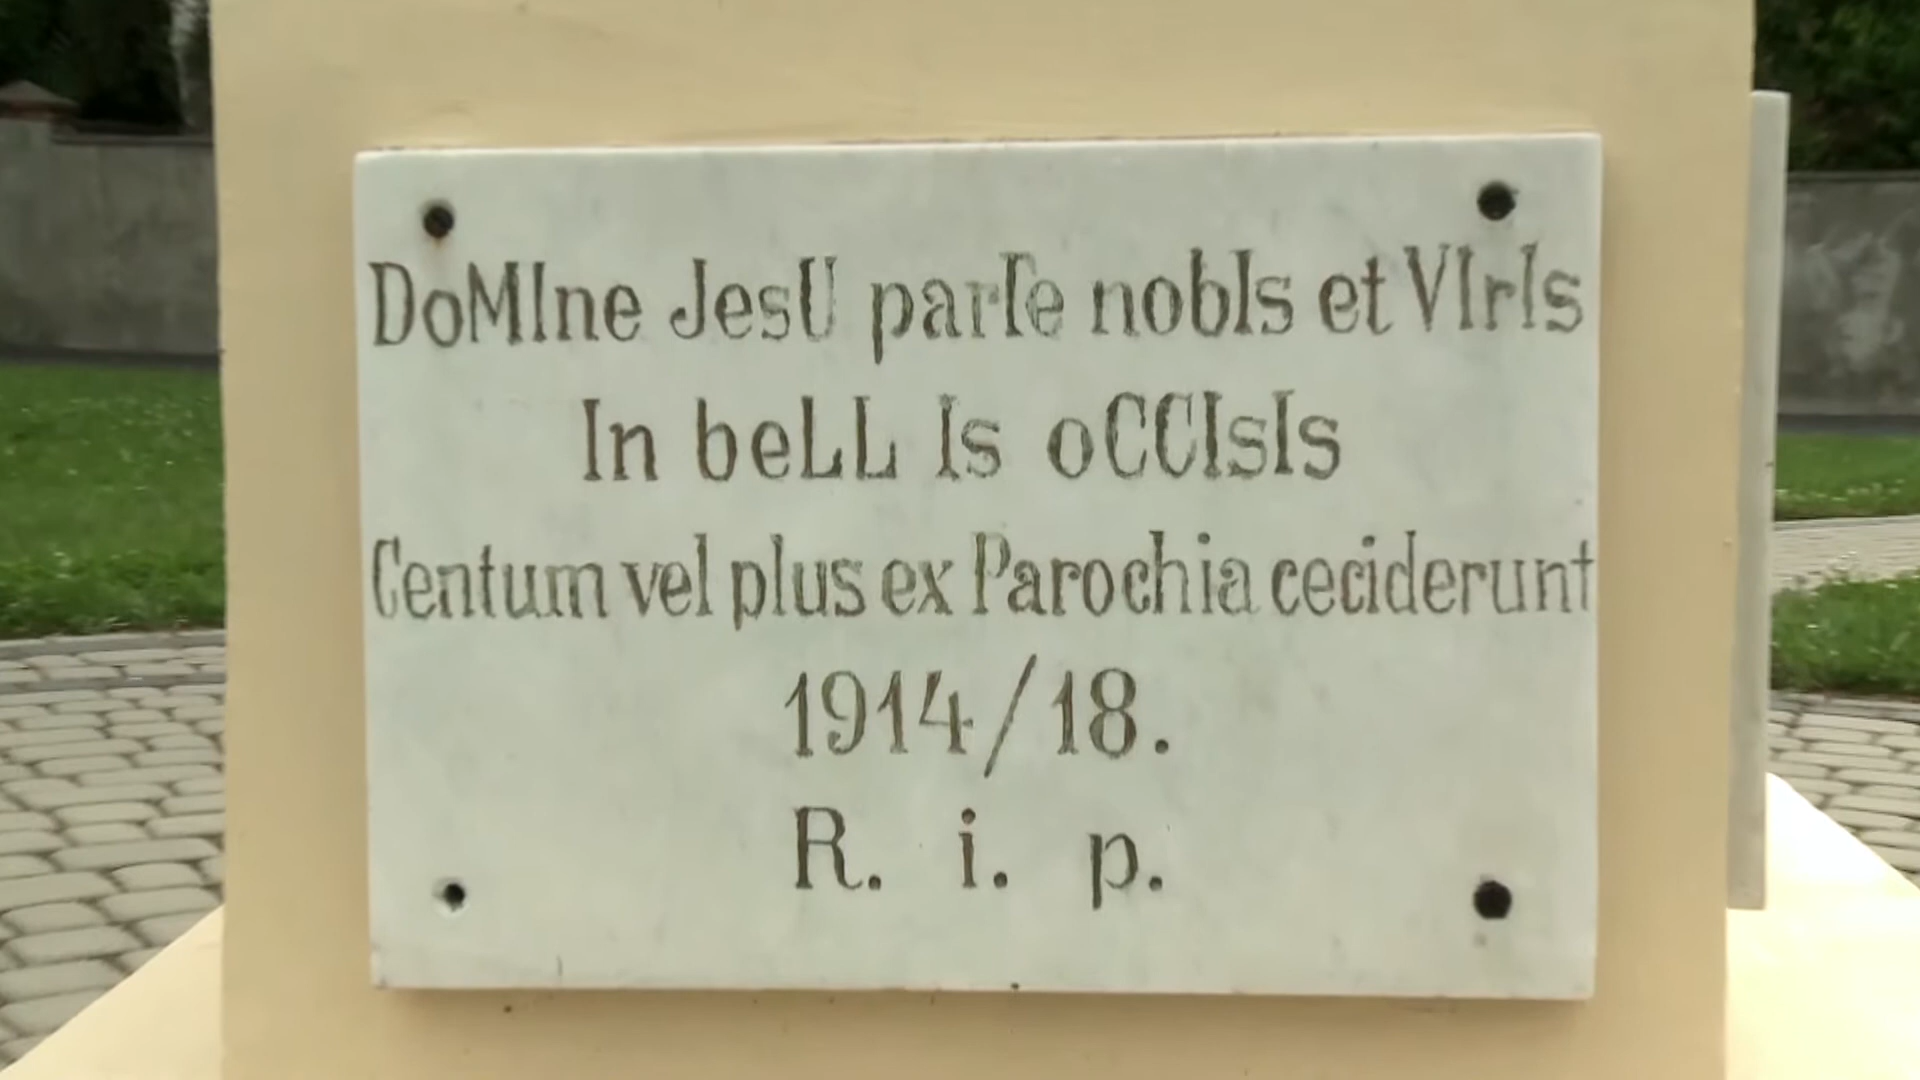 DoMIne JesU parCe nobIs et VIrIs
In beLL Is oCCIsIs
Centum vel plus ex Parochia ceciderunt
1914/18.
R. i. p.